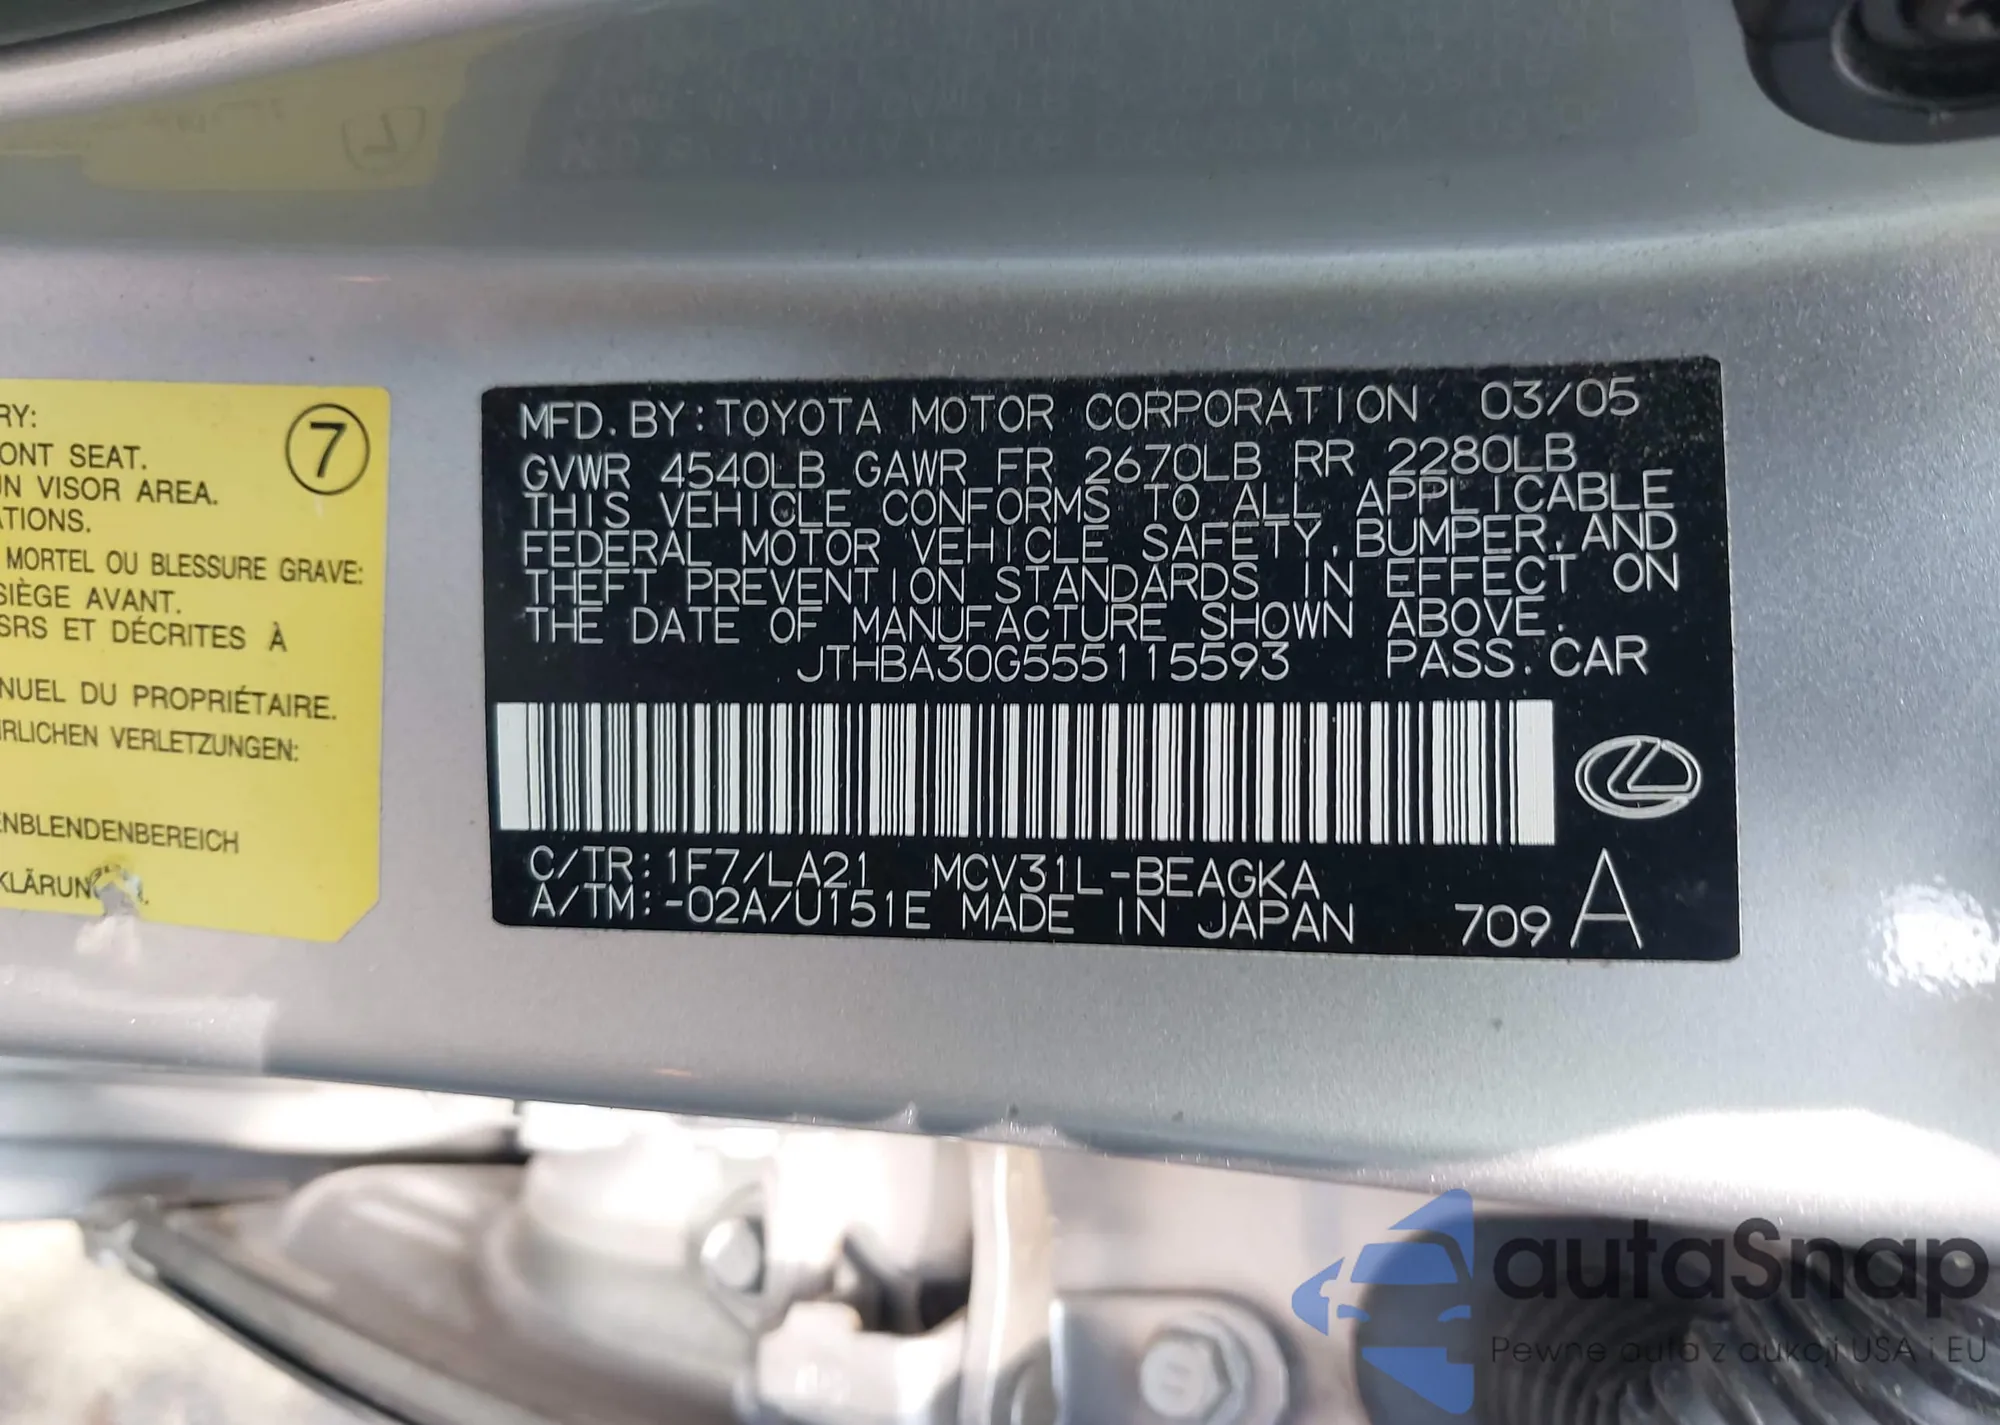 RY:
ONT SEAT.
N VISOR AREA.
ATIONS.
MORTEL OU BLESSURE GRAVE:
SIÈGE AVANT.
SRS ET DÉCRITES À
NUEL DU PROPRIÉTAIRE.
RLICHEN VERLETZUNGEN:
ENBLENDENBEREICH
7
MFD. BY: TOYOTA MOTOR CORPORATION 03/05
GVWR 4540LB GAWR FR 2670LB RR 2280LB
THIS VEHICLE CONFORMS TO ALL APPLICABLE
FEDERAL MOTOR VEHICLE SAFETY, BUMPER, AND
THEFT PREVENTION STANDARDS IN EFFECT ON
THE DATE OF MANUFACTURE SHOWN ABOVE.
JTHBA30G555115593 PASS. CAR
C/TR: 1F7/LA21 MCV31L-BEAGKA
A/TM: -02A/U151E MADE IN JAPAN 709 A
autoSnap
Pewne auta z aukcji USA i EU